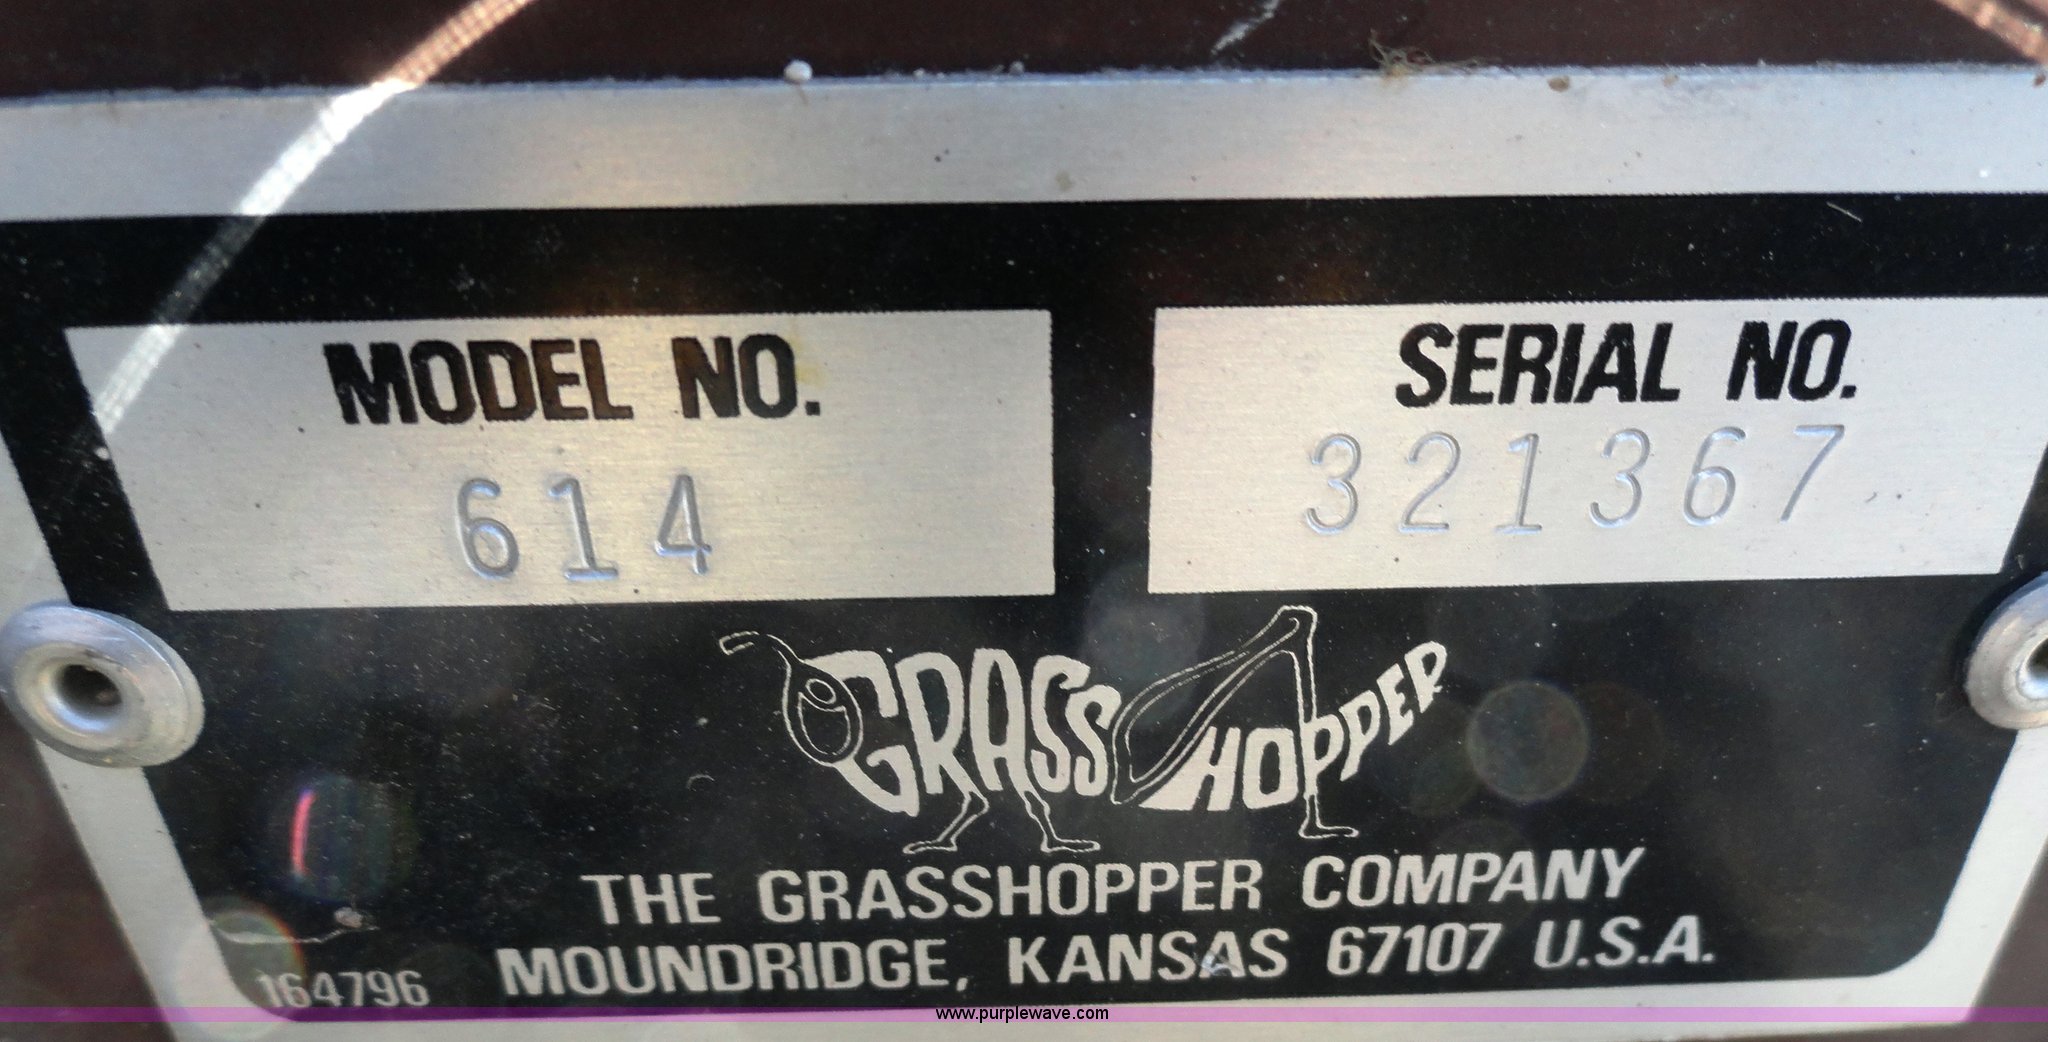 MODEL NO.
614
SERIAL NO.
321367
GRASSHOPPER
THE GRASSHOPPER COMPANY
MOUNDRIDGE, KANSAS 67107 U.S.A.
164796
www.purplewave.com